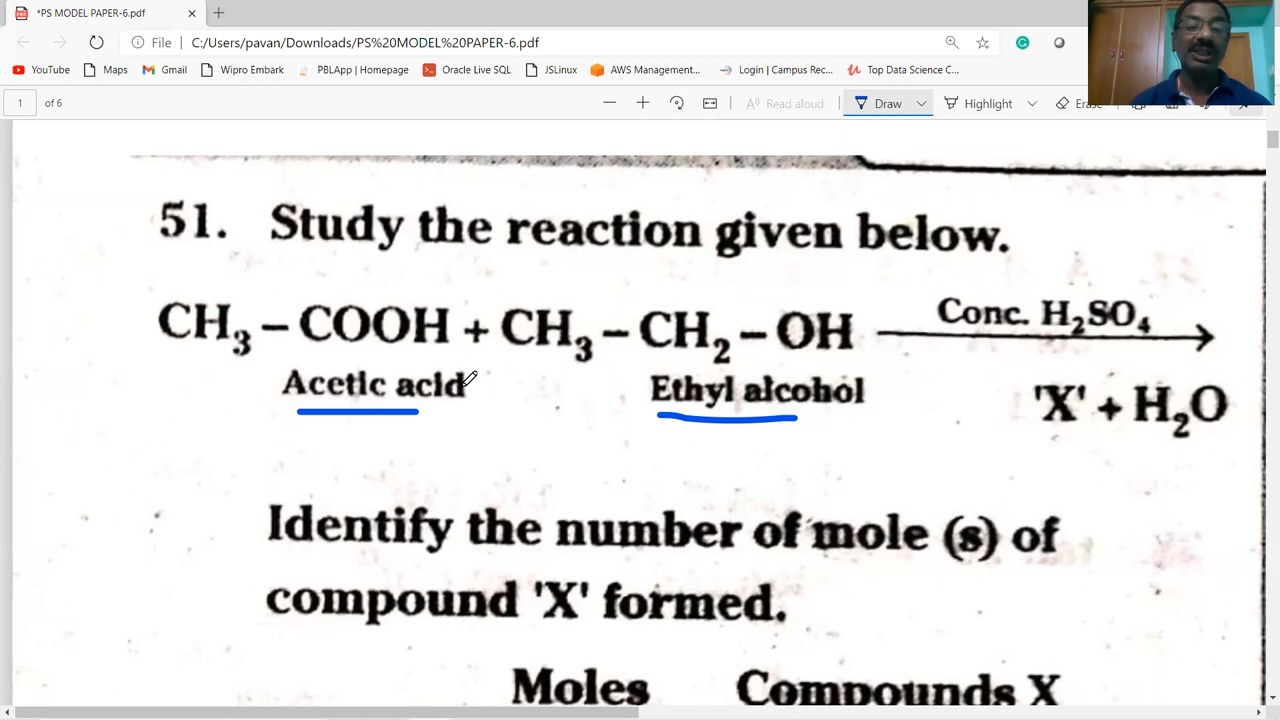 *PS MODEL PAPER-6.pdf
File C:/Users/pavan/Downloads/PS%20MODEL%20PAPER-6.pdf
YouTube Maps Gmail Wipro Embark PBLApp | Homepage Oracle Live SQL JSLinux AWS Management... Login | Campus Rec... Top Data Science C...
1 of 6 Read aloud Draw Highlight
51. Study the reaction given below.
CH₃ – COOH + CH₃ – CH₂ – OH Conc. H₂SO₄ →
Acetic acid Ethyl alcohol 'X' + H₂O
Identify the number of mole (s) of
compound 'X' formed.
Moles Compounds X